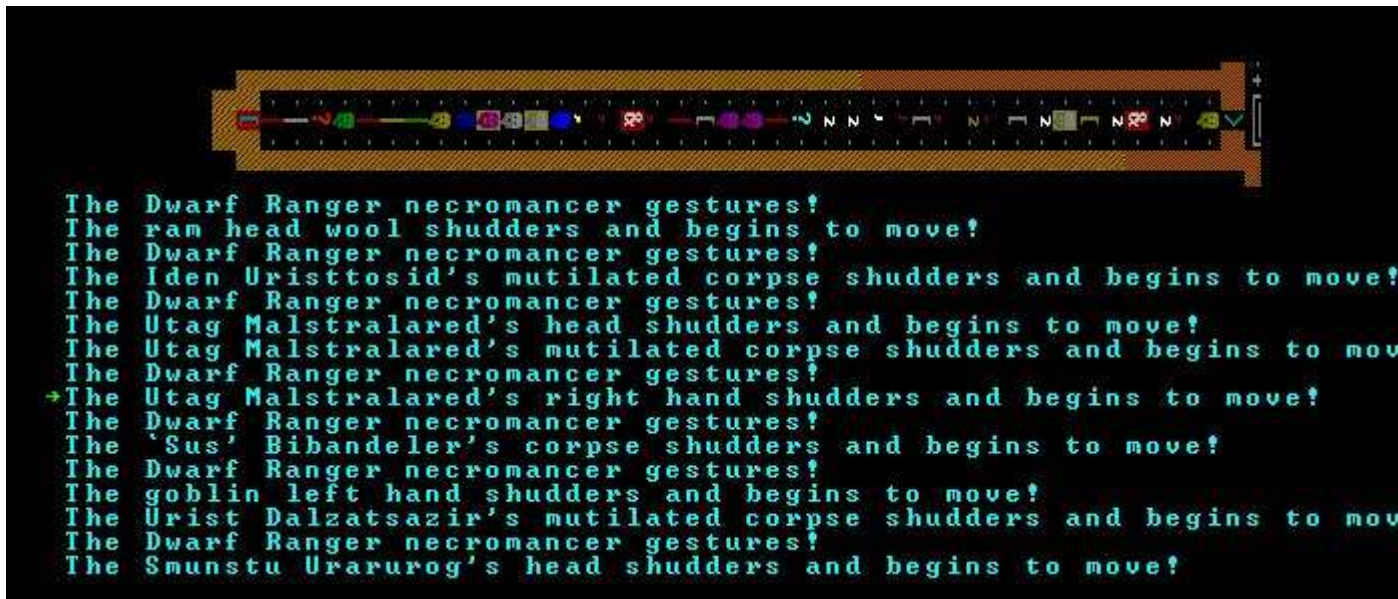 The Dwarf Ranger necromancer gestures!
The ram head wool shudders and begins to move!
The Dwarf Ranger necromancer gestures!
The Iden Uristtosid's mutilated corpse shudders and begins to move!
The Dwarf Ranger necromancer gestures!
The Utag Malstralared's head shudders and begins to move!
The Utag Malstralared's mutilated corpse shudders and begins to mov
The Dwarf Ranger necromancer gestures!
→The Utag Malstralared's right hand shudders and begins to move!
The Dwarf Ranger necromancer gestures!
The `Sus' Bibandeler's corpse shudders and begins to move!
The Dwarf Ranger necromancer gestures!
The goblin left hand shudders and begins to move!
The Urist Dalzatsazir's mutilated corpse shudders and begins to mov
The Dwarf Ranger necromancer gestures!
The Smunstu Urarurog's head shudders and begins to move!